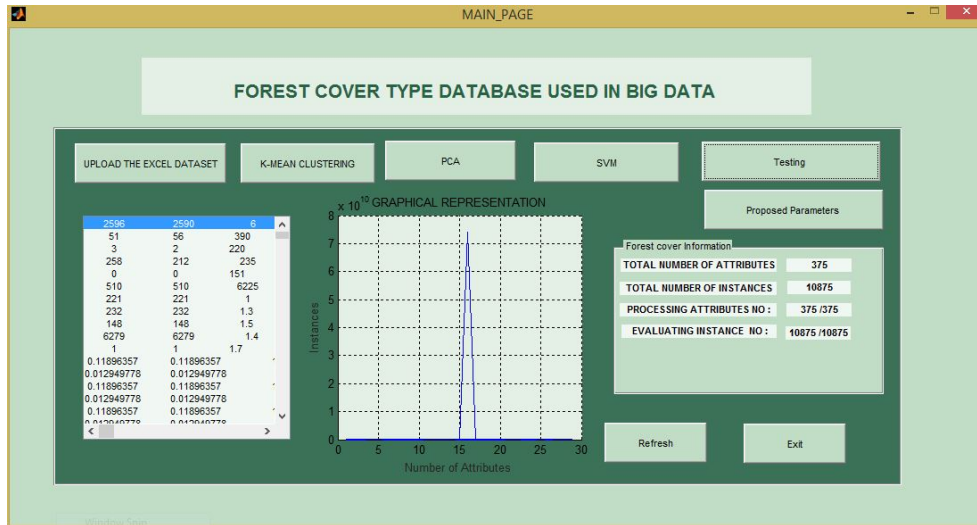 MAIN_PAGE
FOREST COVER TYPE DATABASE USED IN BIG DATA
UPLOAD THE EXCEL DATASET
K-MEAN CLUSTERING
PCA
SVM
Testing
Proposed Parameters
2596 2590 6
51 56 390
3 2 220
258 212 235
0 0 151
510 510 6225
221 221 1
232 232 1.3
148 148 1.5
6279 6279 1.4
1 1 1.7
0.11896357 0.11896357
0.012949778 0.012949778
0.11896357 0.11896357
0.012949778 0.012949778
0.11896357 0.11896357
0.012949778 0.012949778
x 10^10 GRAPHICAL REPRESENTATION
8
7
6
5
4
3
2
1
0
Instances
0 5 10 15 20 25 30
Number of Attributes
Forest cover Information
TOTAL NUMBER OF ATTRIBUTES 375
TOTAL NUMBER OF INSTANCES 10875
PROCESSING ATTRIBUTES NO : 375 /375
EVALUATING INSTANCE NO : 10875 /10875
Refresh
Exit
Window Snip